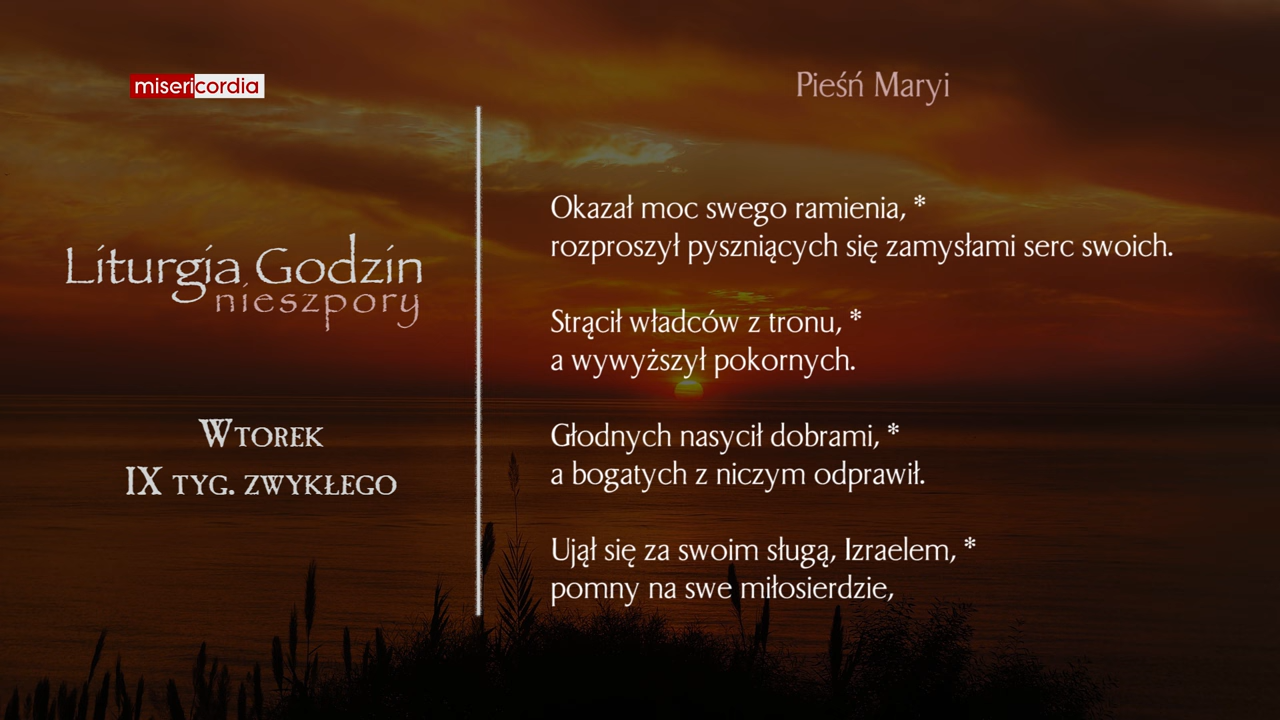 misericordia
Liturgia Godzin
nieszpory
Wtorek
IX tyg. zwykłego
Pieśń Maryi
Okazał moc swego ramienia, *
rozproszył pyszniących się zamysłami serc swoich.
Strącił władców z tronu, *
a wywyższył pokornych.
Głodnych nasycił dobrami, *
a bogatych z niczym odprawił.
Ujął się za swoim sługą, Izraelem, *
pomny na swe miłosierdzie,